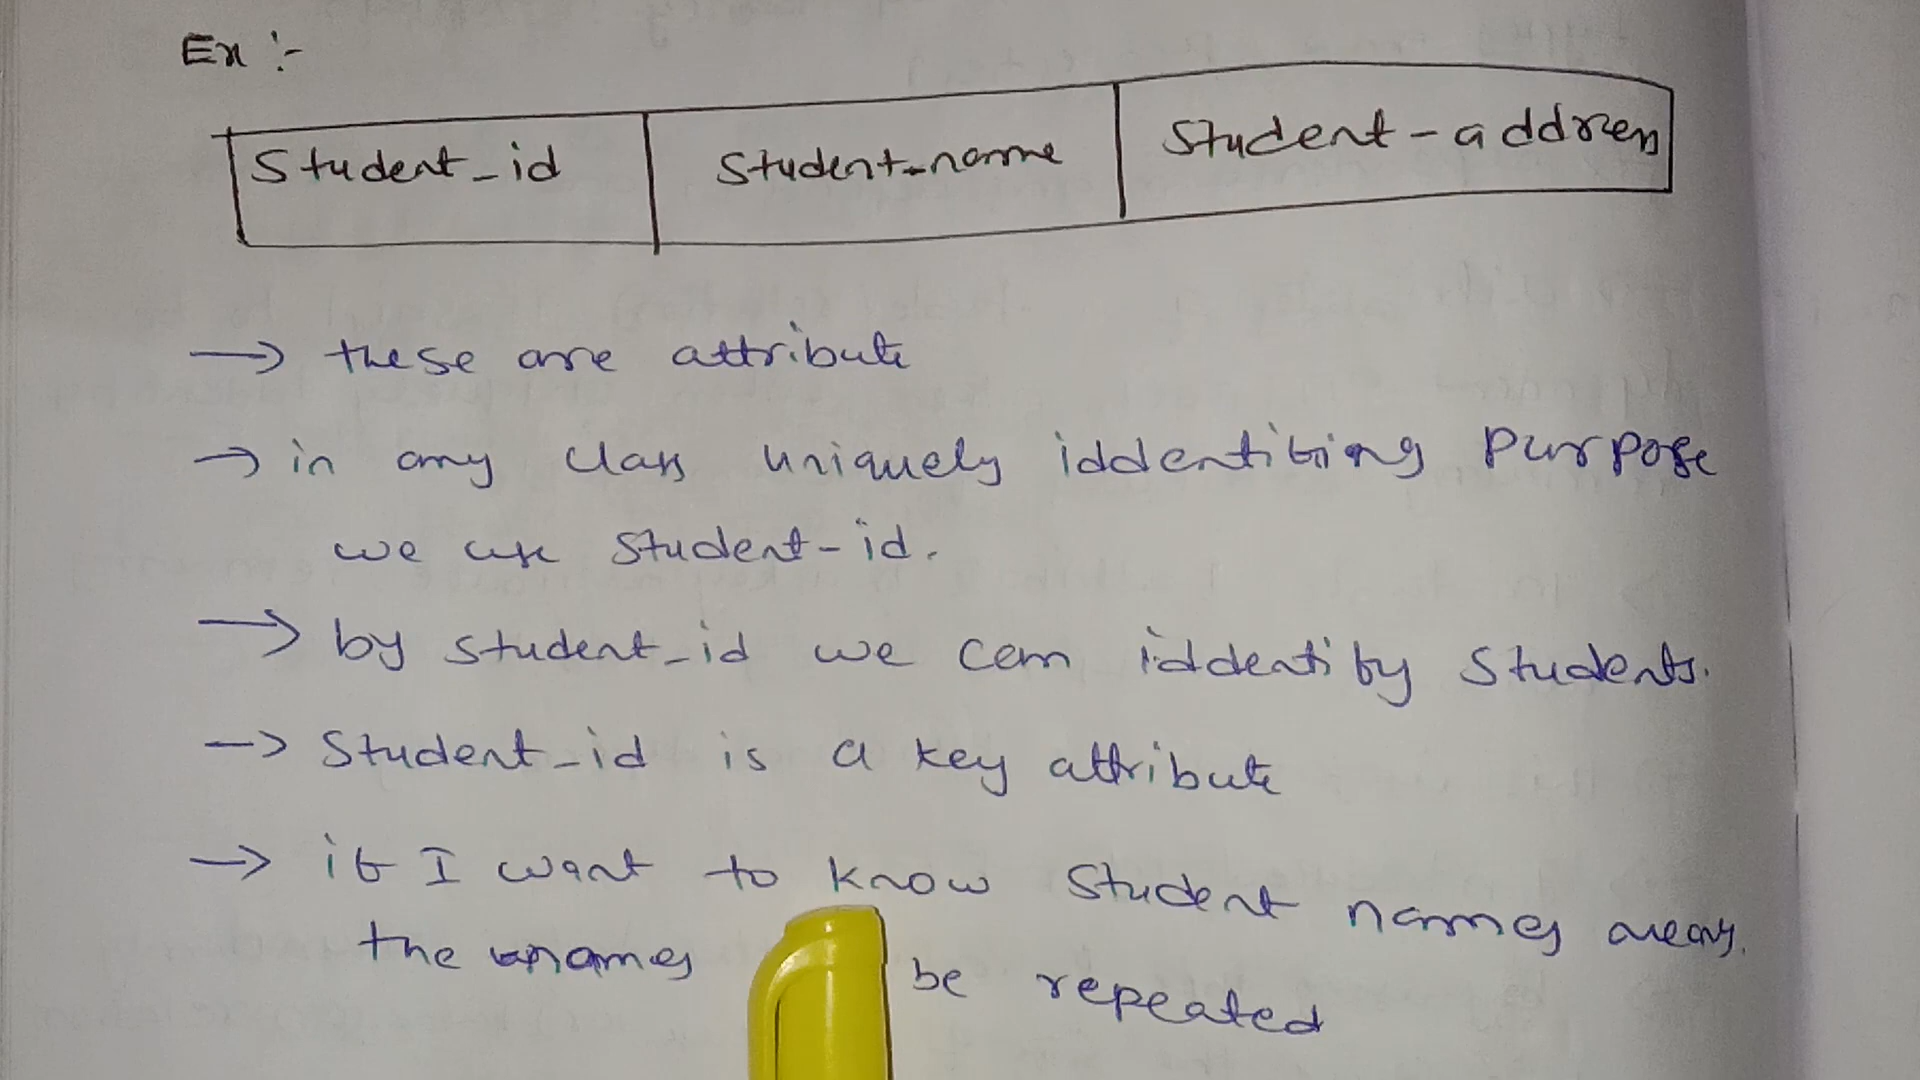 Ex :-
Student_id Student_name Student-address
→ these are attribute
→ in any class uniquely iddentifing purpose
we use student-id.
→ by student_id we can iddentify students.
→ Student_id is a key attribute
→ if I want to know student names
the names be repeated